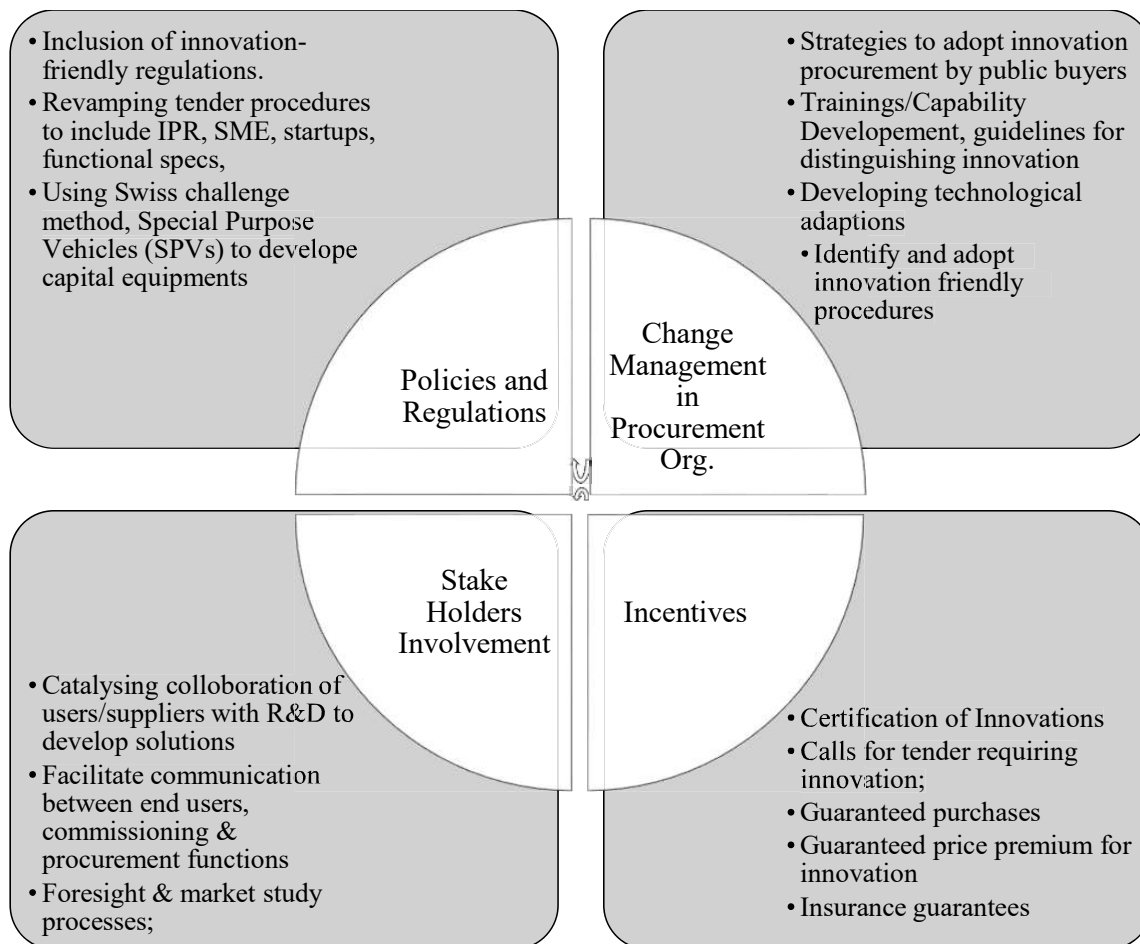 • Inclusion of innovation-
friendly regulations.
• Revamping tender procedures
to include IPR, SME, startups,
functional specs,
• Using Swiss challenge
method, Special Purpose
Vehicles (SPVs) to develop
capital equipments
• Strategies to adopt innovation
procurement by public buyers
• Trainings/Capability
Developement, guidelines for
distinguishing innovation
• Developing technological
adaptions
• Identify and adopt
innovation friendly
procedures
Policies and
Regulations
Change
Management
in
Procurement
Org.
Stake
Holders
Involvement
Incentives
• Catalysing colloboration of
users/suppliers with R&D to
develop solutions
• Facilitate communication
between end users,
commissioning &
procurement functions
• Foresight & market study
processes;
• Certification of Innovations
• Calls for tender requiring
innovation;
• Guaranteed purchases
• Guaranteed price premium for
innovation
• Insurance guarantees